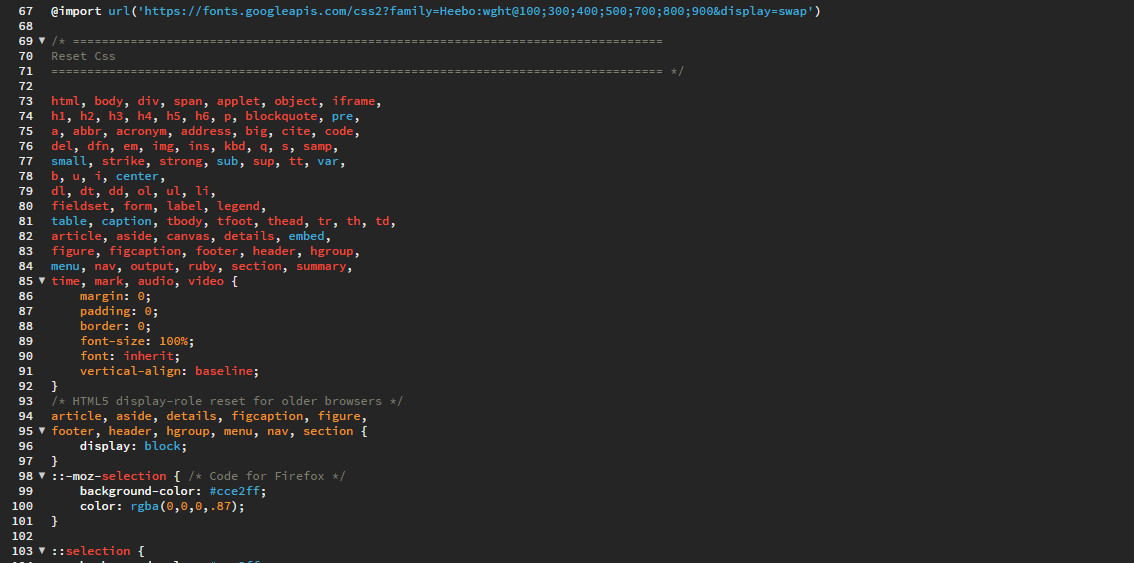 67 @import url('https://fonts.googleapis.com/css2?family=Heebo:wght@100;300;400;500;700;800;900&display=swap')
68
69 /* =====================================================================================
70 Reset Css
71 ===================================================================================== */
72
73 html, body, div, span, applet, object, iframe,
74 h1, h2, h3, h4, h5, h6, p, blockquote, pre,
75 a, abbr, acronym, address, big, cite, code,
76 del, dfn, em, img, ins, kbd, q, s, samp,
77 small, strike, strong, sub, sup, tt, var,
78 b, u, i, center,
79 dl, dt, dd, ol, ul, li,
80 fieldset, form, label, legend,
81 table, caption, tbody, tfoot, thead, tr, th, td,
82 article, aside, canvas, details, embed,
83 figure, figcaption, footer, header, hgroup,
84 menu, nav, output, ruby, section, summary,
85 time, mark, audio, video {
86 margin: 0;
87 padding: 0;
88 border: 0;
89 font-size: 100%;
90 font: inherit;
91 vertical-align: baseline;
92 }
93 /* HTML5 display-role reset for older browsers */
94 article, aside, details, figcaption, figure,
95 footer, header, hgroup, menu, nav, section {
96 display: block;
97 }
98 ::-moz-selection { /* Code for Firefox */
99 background-color: #cce2ff;
100 color: rgba(0,0,0,.87);
101 }
102
103 ::selection {